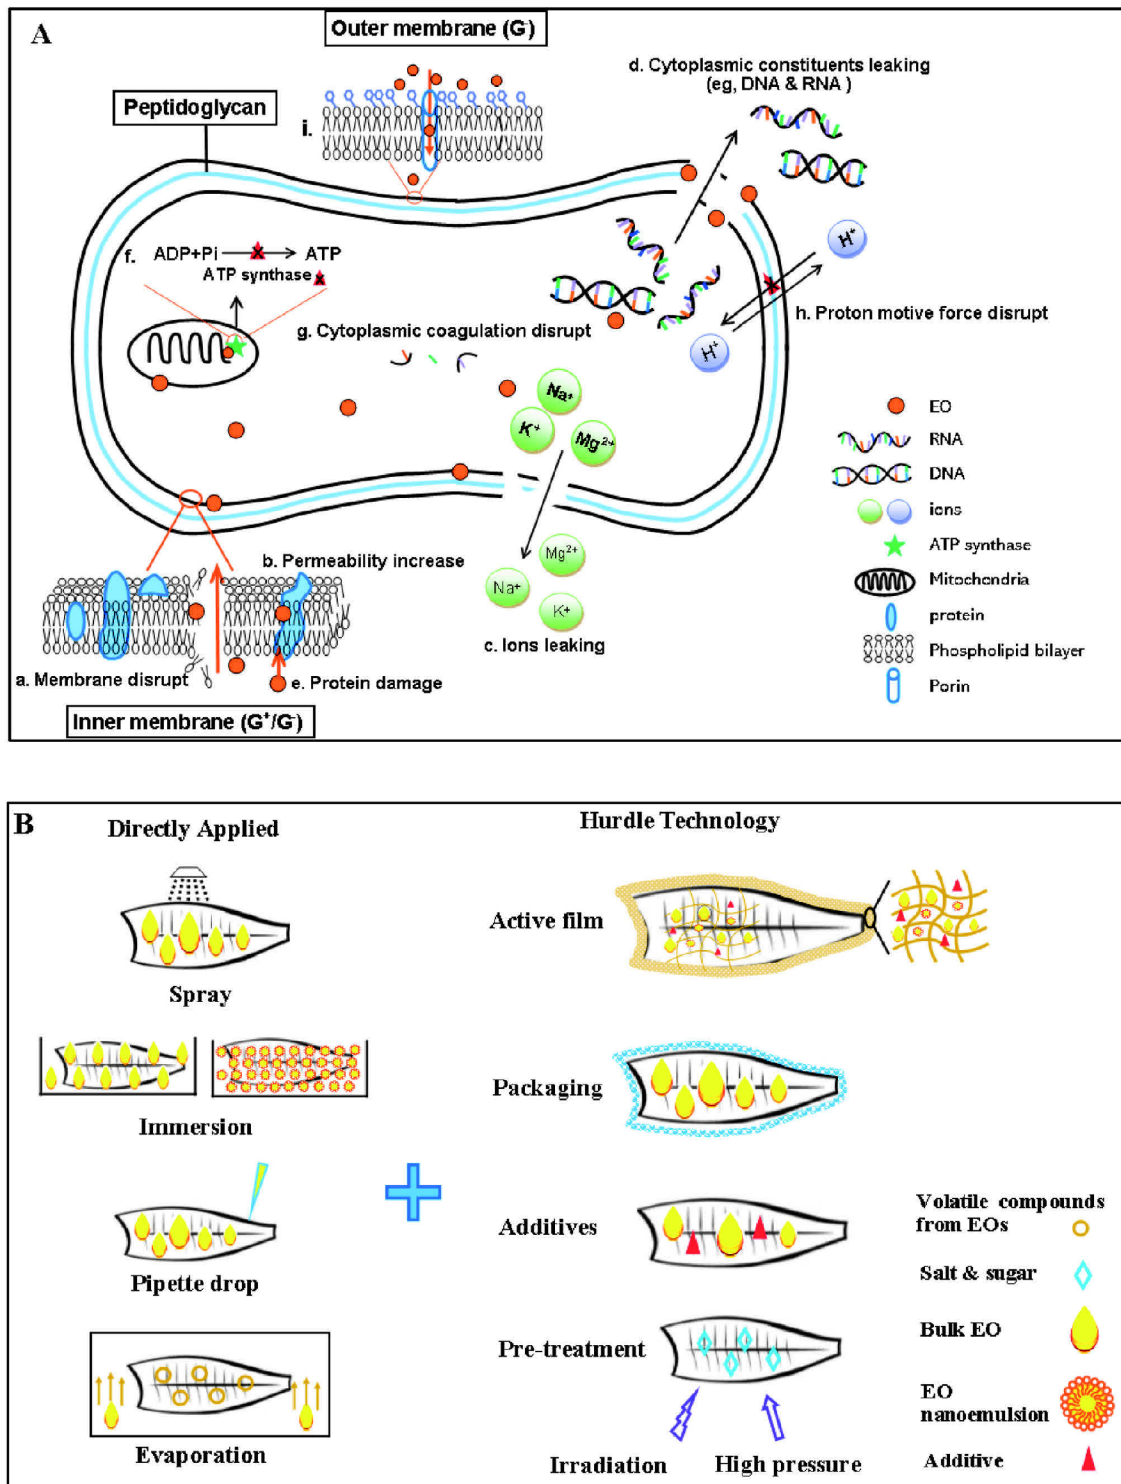 A
Outer membrane (G-)
Peptidoglycan
i.
d. Cytoplasmic constituents leaking
(eg, DNA & RNA )
f.
ADP+Pi
ATP
ATP synthase
x
x
g. Cytoplasmic coagulation disrupt
H+
H+
h. Proton motive force disrupt
Na+
K+
Mg2+
Mg2+
Na+
K+
c. Ions leaking
b. Permeability increase
a. Membrane disrupt
e. Protein damage
Inner membrane (G+/G-)
EO
RNA
DNA
ions
ATP synthase
Mitochondria
protein
Phospholipid bilayer
Porin
B
Directly Applied
Spray
Immersion
Pipette drop
Evaporation
Hurdle Technology
Active film
Packaging
Additives
Pre-treatment
Irradiation
High pressure
Volatile compounds
from EOs
Salt & sugar
Bulk EO
EO
nanoemulsion
Additive